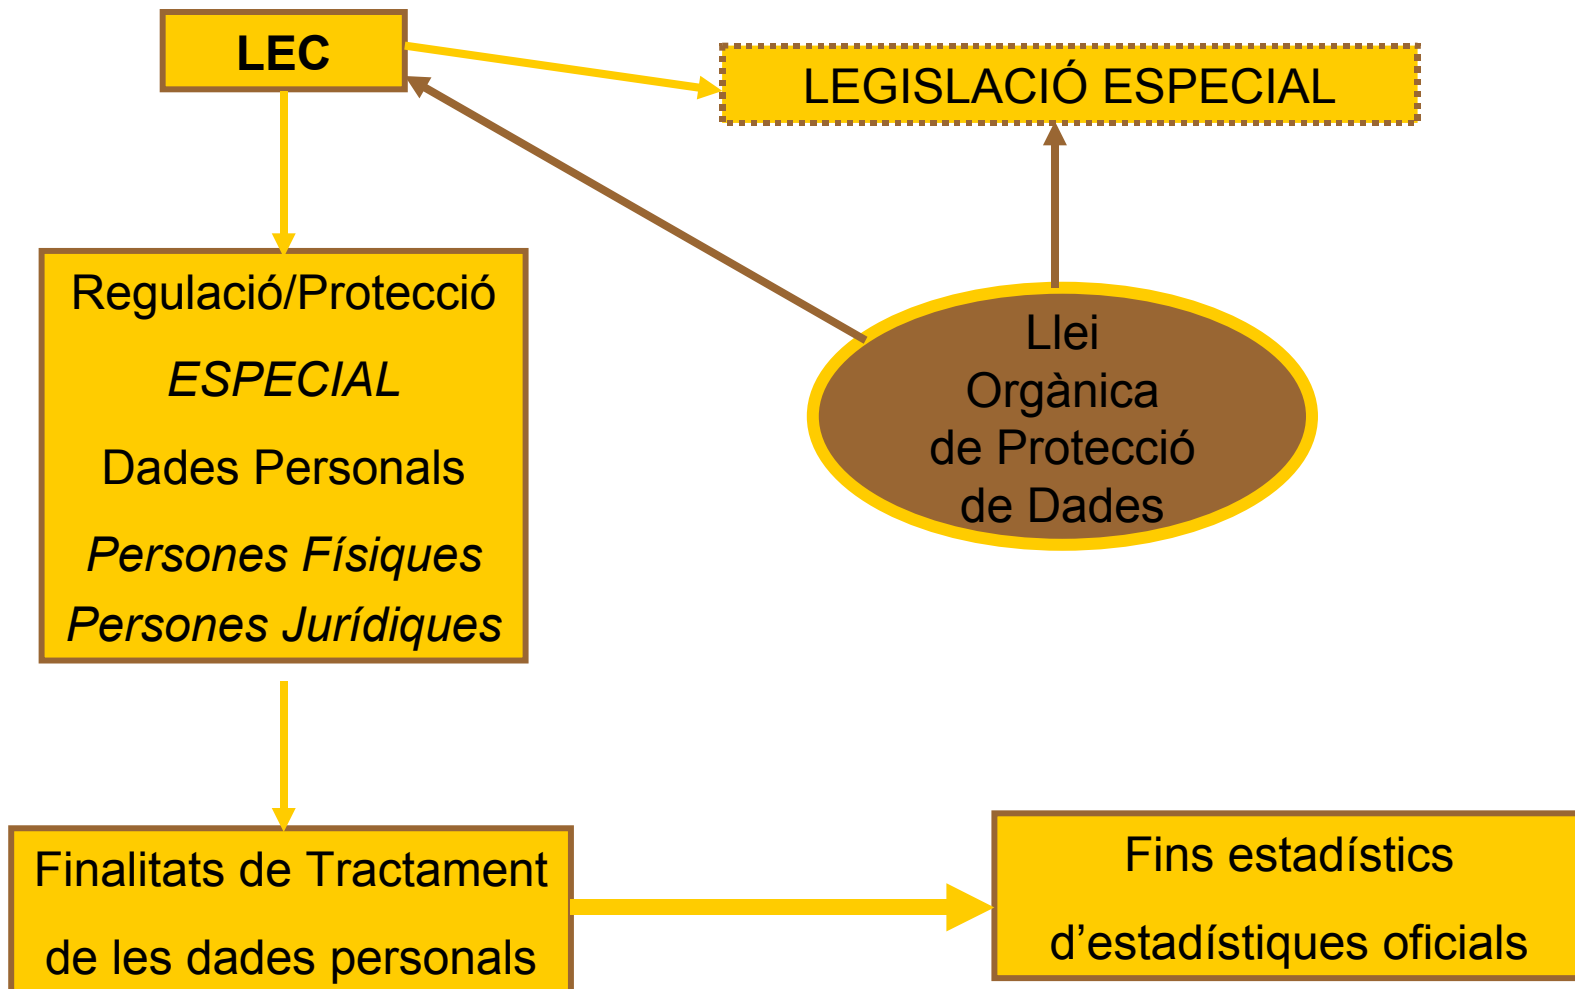 LEC
LEGISLACIÓ ESPECIAL
Regulació/Protecció
ESPECIAL
Dades Personals
Persones Físiques
Persones Jurídiques
Llei
Orgànica
de Protecció
de Dades
Finalitats de Tractament
de les dades personals
Fins estadístics
d’estadístiques oficials